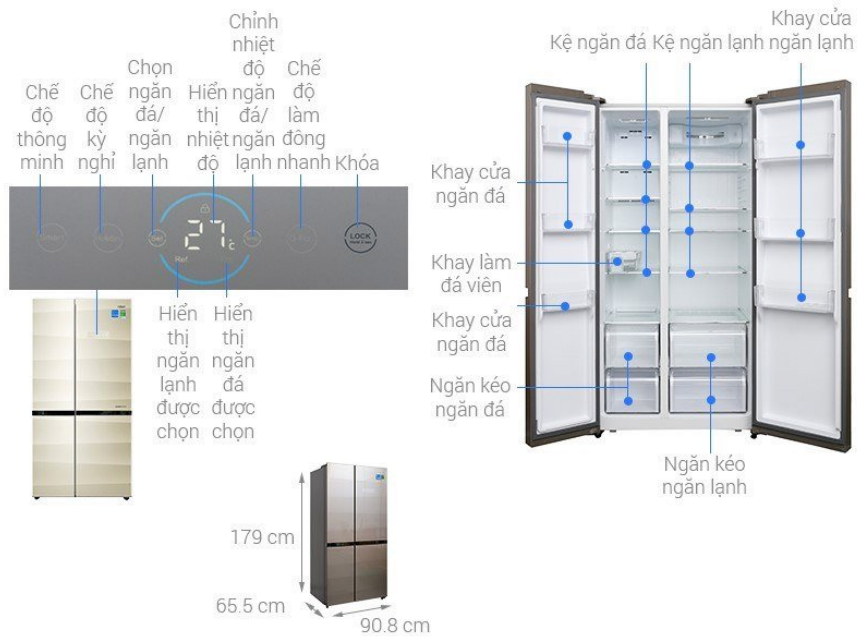 Chế
độ
thông
minh
Chế
độ
kỳ
nghỉ
Chọn
ngăn
đá/
ngăn
lạnh
Hiển
thị
nhiệt
độ
Chỉnh
nhiệt
độ
ngăn
đá/
ngăn
lạnh
Chế
độ
làm
đông
nhanh
Khóa
Set
27°c
Ref.
LOCK
Hiển
thị
ngăn
lạnh
được
chọn
Hiển
thị
ngăn
đá
được
chọn
Kệ ngăn đá
Kệ ngăn lạnh
Khay cửa
ngăn lạnh
Khay cửa
ngăn đá
Khay làm
đá viên
Khay cửa
ngăn đá
Ngăn kéo
ngăn đá
Ngăn kéo
ngăn lạnh
179 cm
65.5 cm
90.8 cm